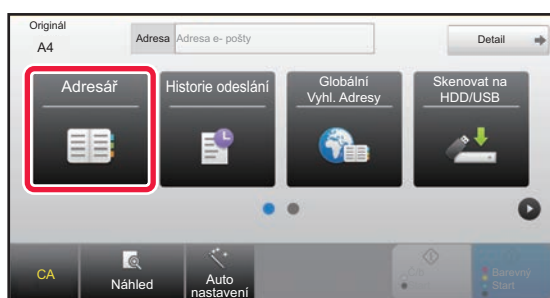 Originál
A4
Adresa Adresa e- pošty
Detail
Adresář
Historie odeslání
Globální
Vyhl. Adresy
Skenovat na
HDD/USB
CA
Náhled
Auto
nastavení
Barevný
Start